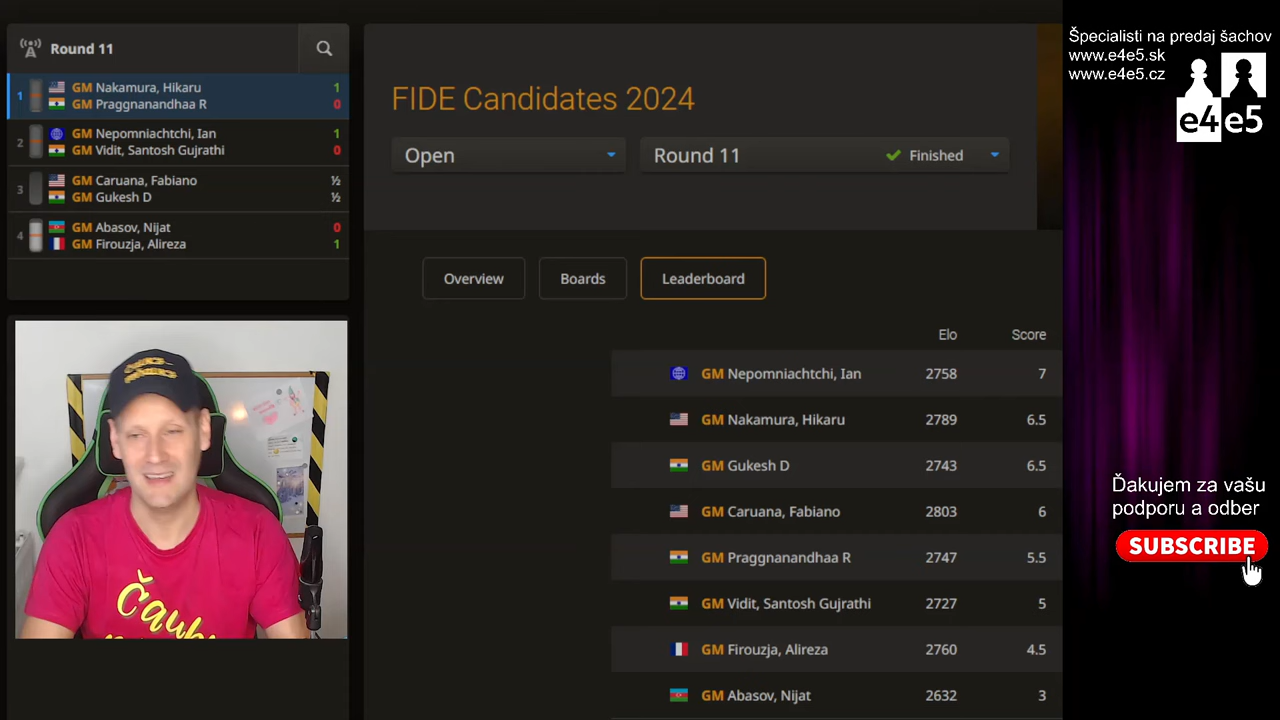 Round 11
1 GM Nakamura, Hikaru 1
GM Praggnanandhaa R 0
2 GM Nepomniachtchi, Ian 1
GM Vidit, Santosh Gujrathi 0
3 GM Caruana, Fabiano ½
GM Gukesh D ½
4 GM Abasov, Nijat 0
GM Firouzja, Alireza 1
FIDE Candidates 2024
Open
Round 11 Finished
Overview Boards Leaderboard
Elo Score
GM Nepomniachtchi, Ian 2758 7
GM Nakamura, Hikaru 2789 6.5
GM Gukesh D 2743 6.5
GM Caruana, Fabiano 2803 6
GM Praggnanandhaa R 2747 5.5
GM Vidit, Santosh Gujrathi 2727 5
GM Firouzja, Alireza 2760 4.5
GM Abasov, Nijat 2632 3
Čauky
Špecialisti na predaj šachov
www.e4e5.sk
www.e4e5.cz
e4e5
Ďakujem za vašu
podporu a odber
SUBSCRIBE